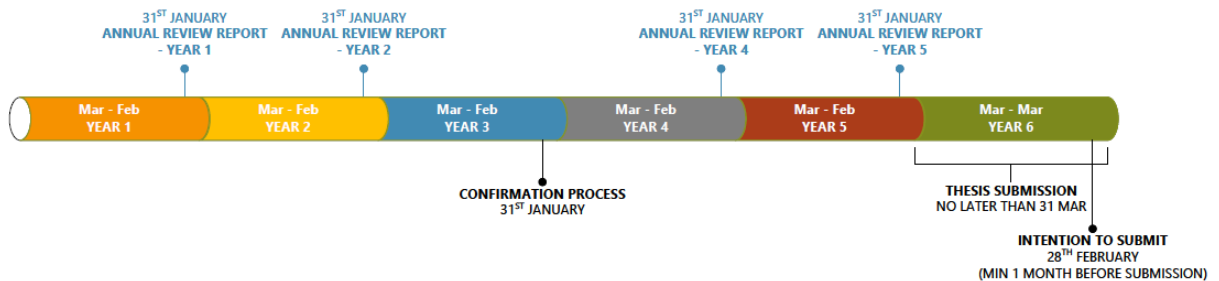 31ST JANUARY
ANNUAL REVIEW REPORT
- YEAR 1
31ST JANUARY
ANNUAL REVIEW REPORT
- YEAR 2
31ST JANUARY
ANNUAL REVIEW REPORT
- YEAR 4
31ST JANUARY
ANNUAL REVIEW REPORT
- YEAR 5
Mar - Feb
YEAR 1
Mar - Feb
YEAR 2
Mar - Feb
YEAR 3
Mar - Feb
YEAR 4
Mar - Feb
YEAR 5
Mar - Mar
YEAR 6
CONFIRMATION PROCESS
31ST JANUARY
THESIS SUBMISSION
NO LATER THAN 31 MAR
INTENTION TO SUBMIT
28TH FEBRUARY
(MIN 1 MONTH BEFORE SUBMISSION)